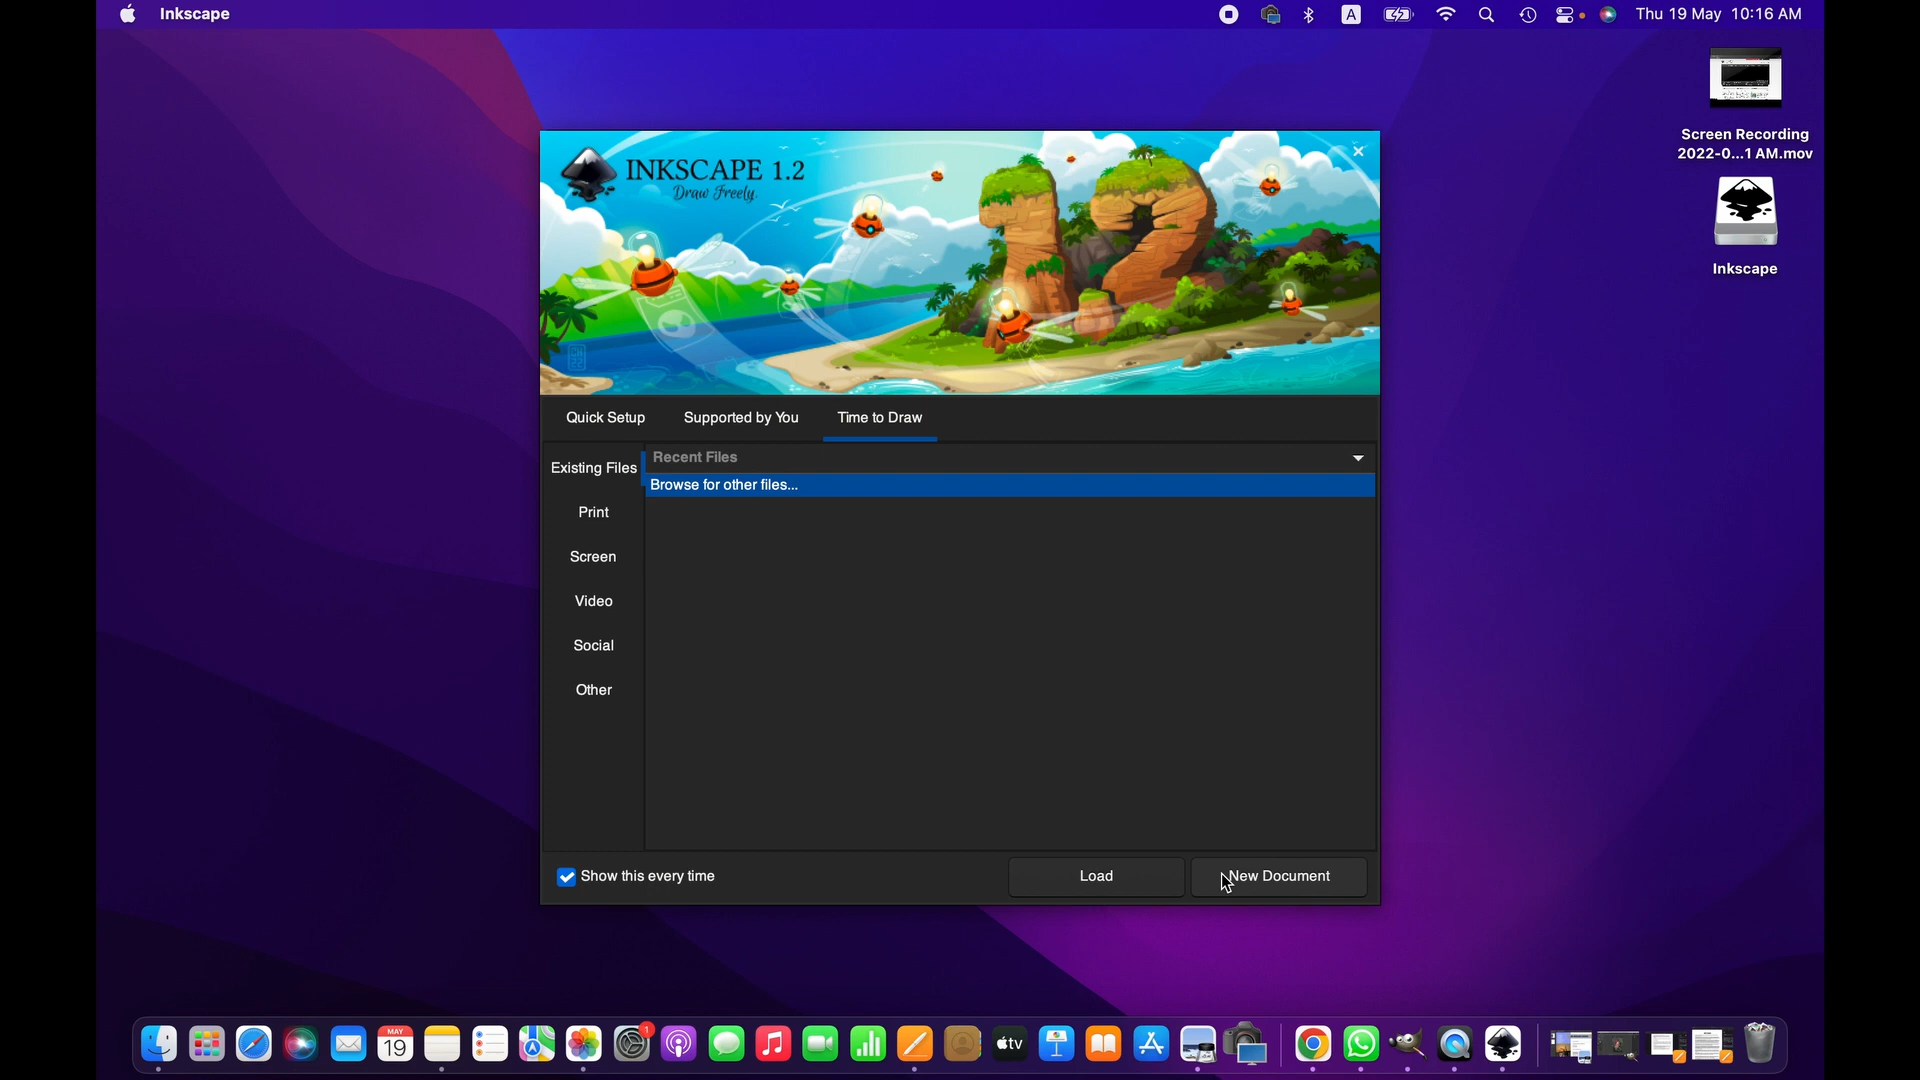 Inkscape
A
Thu 19 May 10:16 AM
Screen Recording
2022-0...1 AM.mov
Inkscape
INKSCAPE 1.2
Draw Freely.
Quick Setup
Supported by You
Time to Draw
Existing Files
Recent Files
Browse for other files...
Print
Screen
Video
Social
Other
Show this every time
Load
New Document
MAY
19
1
tv